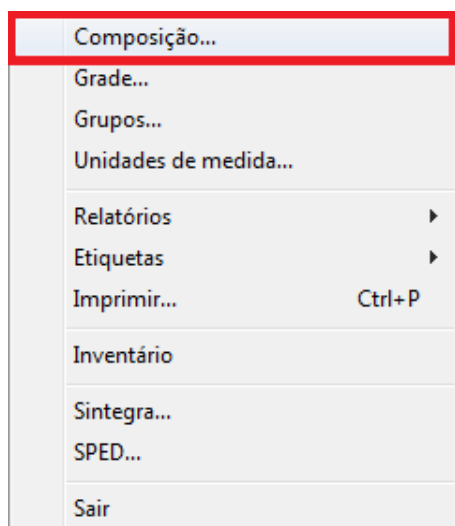 Composição...
Grade...
Grupos...
Unidades de medida...
Relatórios
Etiquetas
Imprimir... Ctrl+P
Inventário
Sintegra...
SPED...
Sair